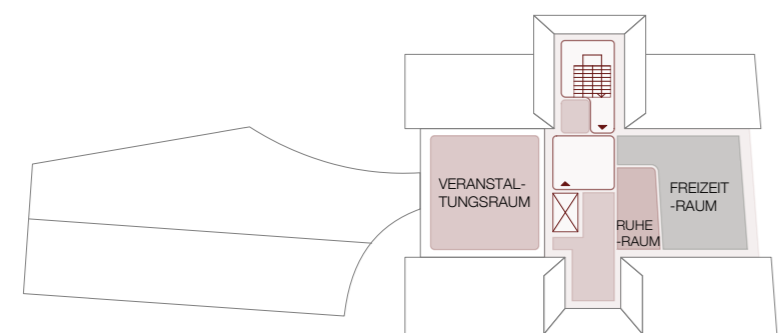 VERANSTAL-
TUNGSRAUM
FREIZEIT
-RAUM
RUHE
-RAUM